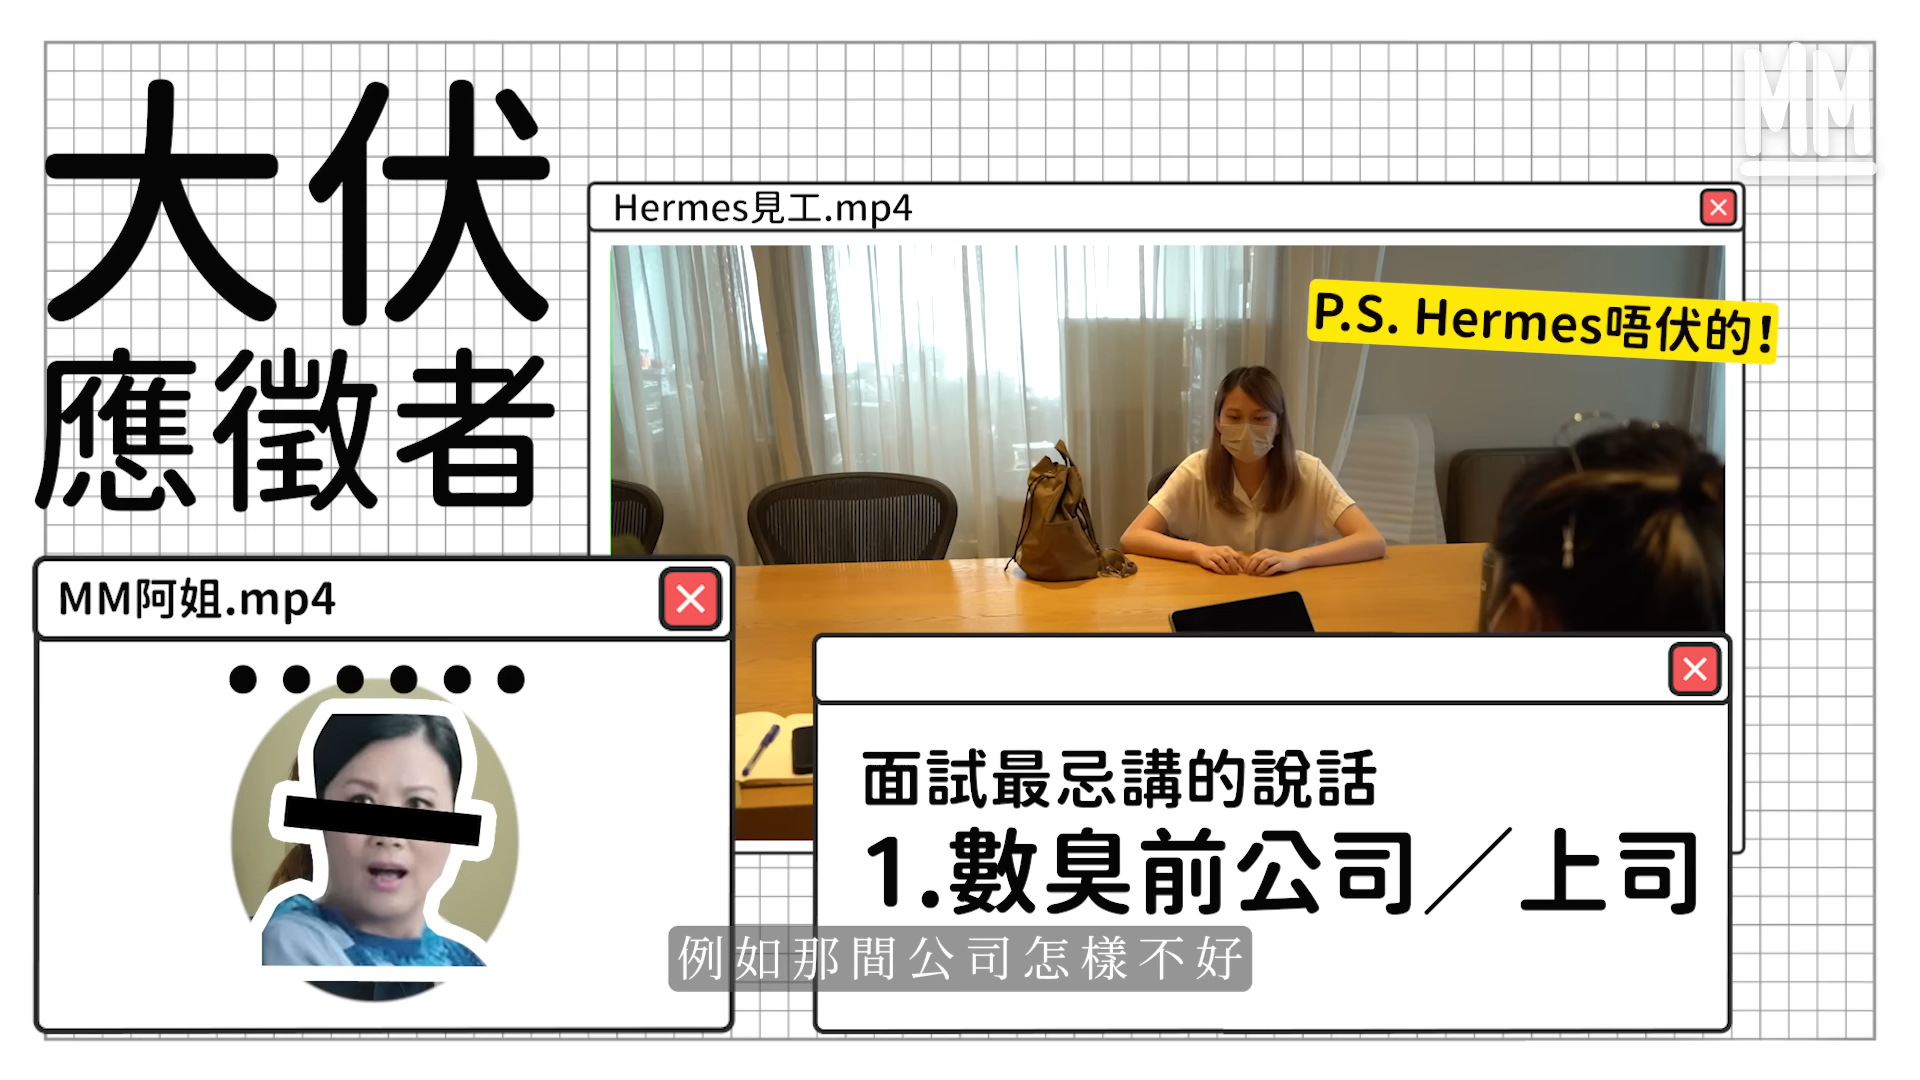 大伏
應徵者
MM
Hermes見工.mp4
P.S. Hermes唔伏的!
MM阿姐.mp4
面試最忌講的說話
1.數臭前公司／上司
例如那間公司怎樣不好